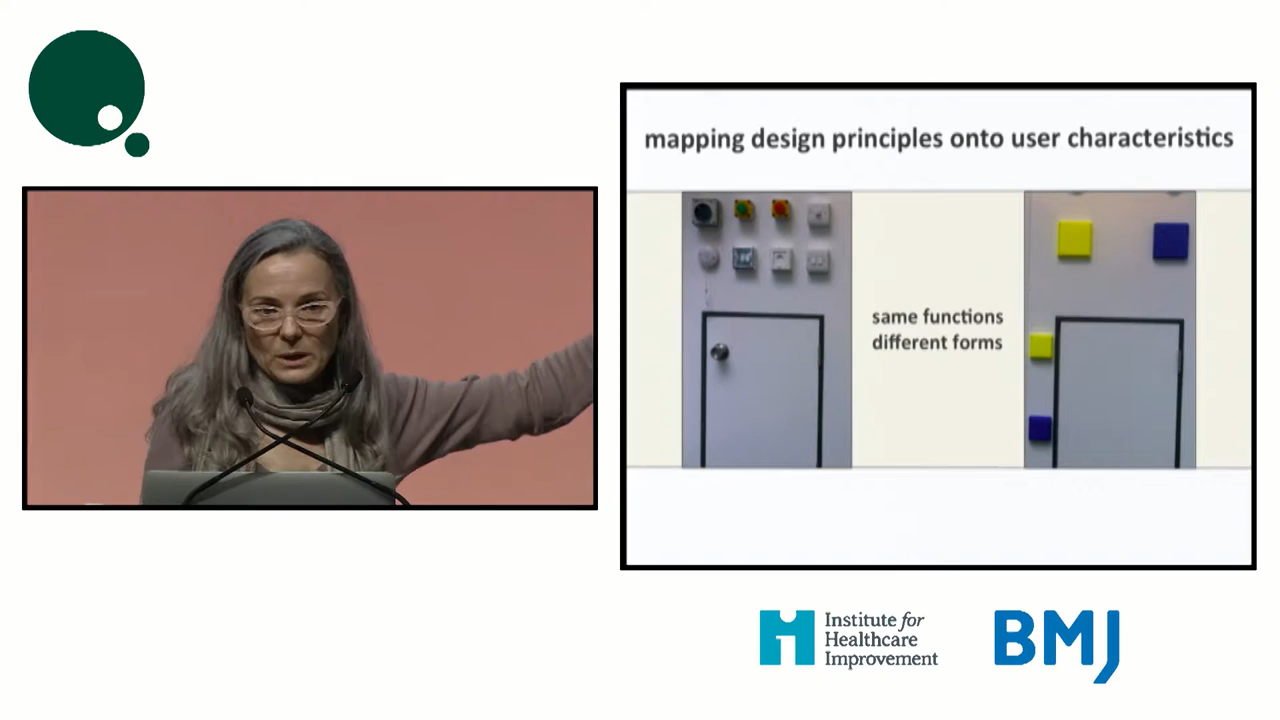 mapping design principles onto user characteristics
same functions
different forms
Institute for
Healthcare
Improvement
BMJ